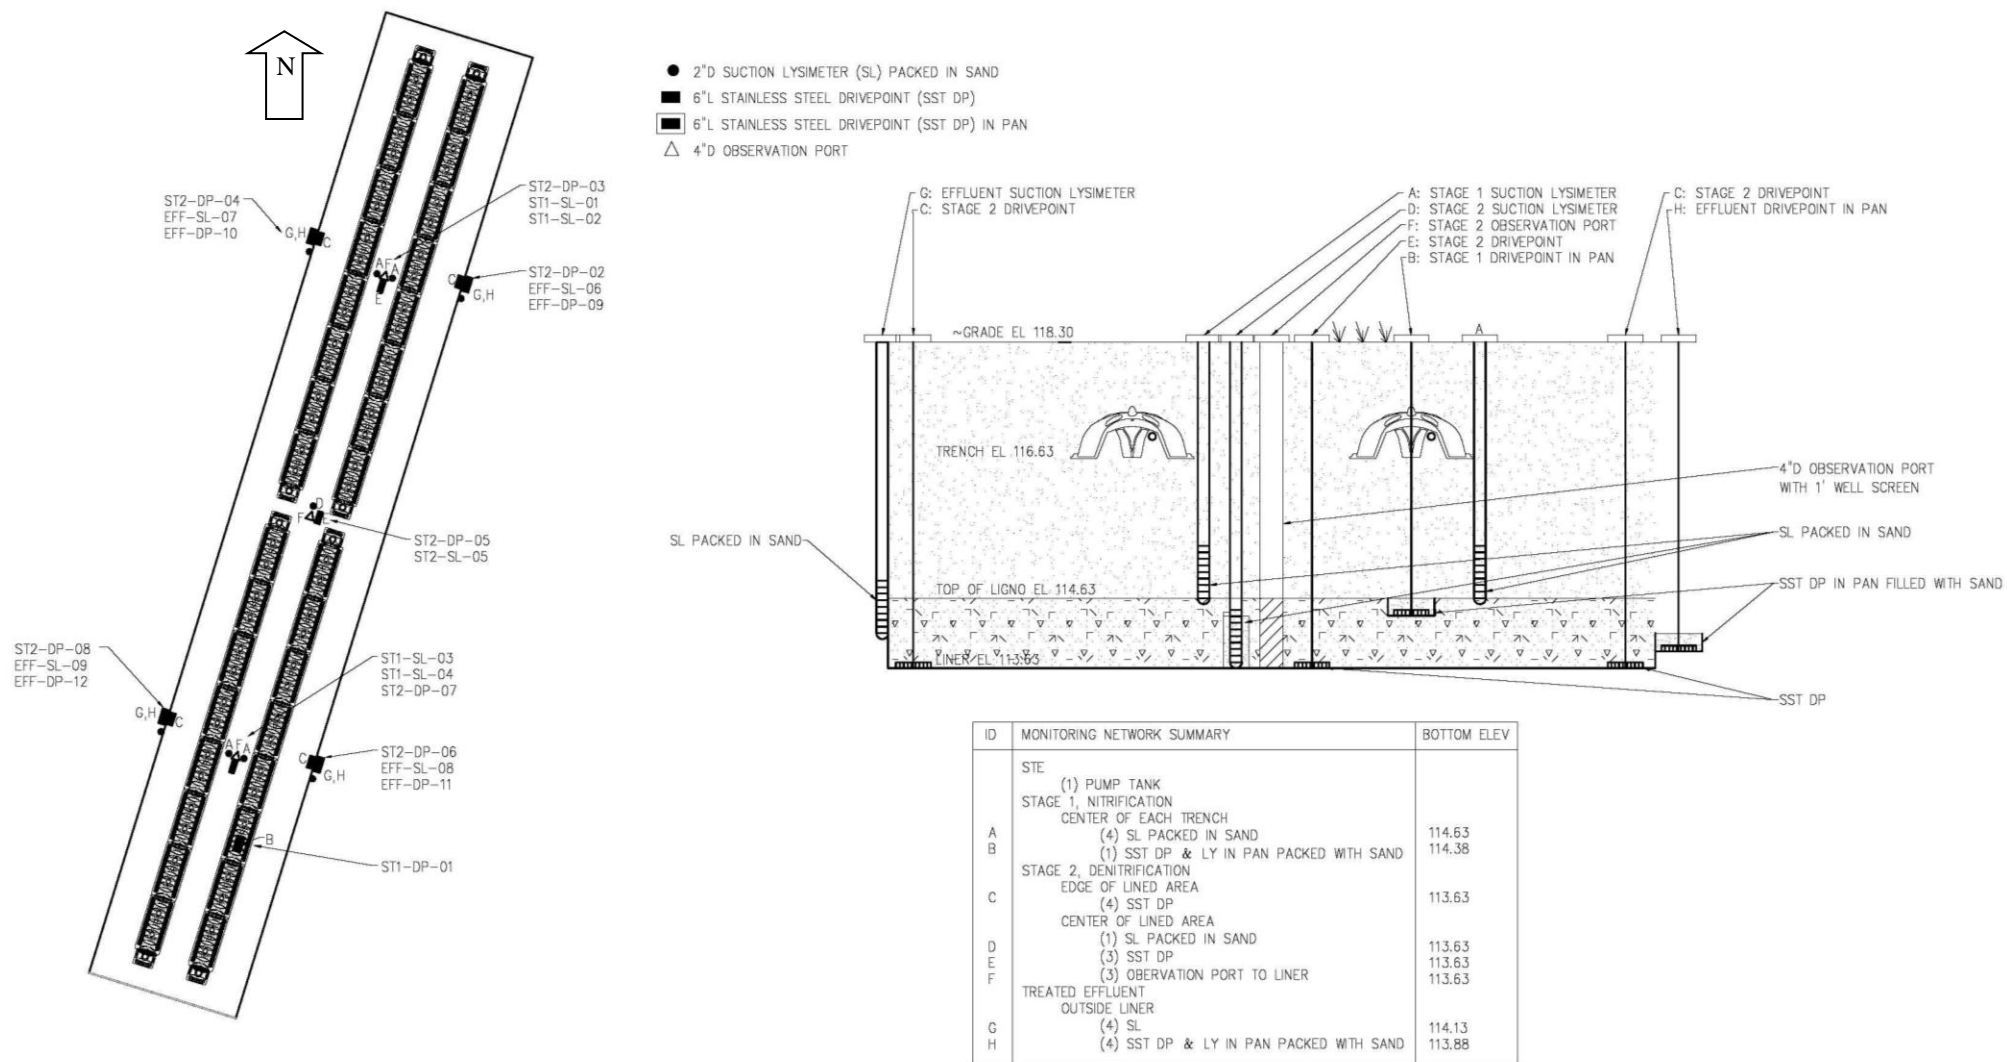 N
● 2"D SUCTION LYSIMETER (SL) PACKED IN SAND
6"L STAINLESS STEEL DRIVEPOINT (SST DP)
6"L STAINLESS STEEL DRIVEPOINT (SST DP) IN PAN
4"D OBSERVATION PORT
ST2-DP-04
EFF-SL-07
EFF-DP-10
G,H
C
ST2-DP-03
ST1-SL-01
ST1-SL-02
A F A
E
ST2-DP-02
EFF-SL-06
EFF-DP-09
C
G,H
D
F E
ST2-DP-05
ST2-SL-05
ST2-DP-08
EFF-SL-09
EFF-DP-12
G,H
C
ST1-SL-03
ST1-SL-04
ST2-DP-07
A F A
ST2-DP-06
EFF-SL-08
EFF-DP-11
C
G,H
B
ST1-DP-01
G: EFFLUENT SUCTION LYSIMETER
C: STAGE 2 DRIVEPOINT
A: STAGE 1 SUCTION LYSIMETER
D: STAGE 2 SUCTION LYSIMETER
F: STAGE 2 OBSERVATION PORT
E: STAGE 2 DRIVEPOINT
B: STAGE 1 DRIVEPOINT IN PAN
C: STAGE 2 DRIVEPOINT
H: EFFLUENT DRIVEPOINT IN PAN
~GRADE EL 118.30
A
TRENCH EL 116.63
4"D OBSERVATION PORT
WITH 1' WELL SCREEN
SL PACKED IN SAND
SL PACKED IN SAND
TOP OF LIGNO EL 114.63
SST DP IN PAN FILLED WITH SAND
LINER EL 113.63
SST DP
ID MONITORING NETWORK SUMMARY BOTTOM ELEV
STE
(1) PUMP TANK
STAGE 1, NITRIFICATION
CENTER OF EACH TRENCH
A (4) SL PACKED IN SAND 114.63
B (1) SST DP & LY IN PAN PACKED WITH SAND 114.38
STAGE 2, DENITRIFICATION
EDGE OF LINED AREA
C (4) SST DP 113.63
CENTER OF LINED AREA
D (1) SL PACKED IN SAND 113.63
E (3) SST DP 113.63
F (3) OBERVATION PORT TO LINER 113.63
TREATED EFFLUENT
OUTSIDE LINER
G (4) SL 114.13
H (4) SST DP & LY IN PAN PACKED WITH SAND 113.88